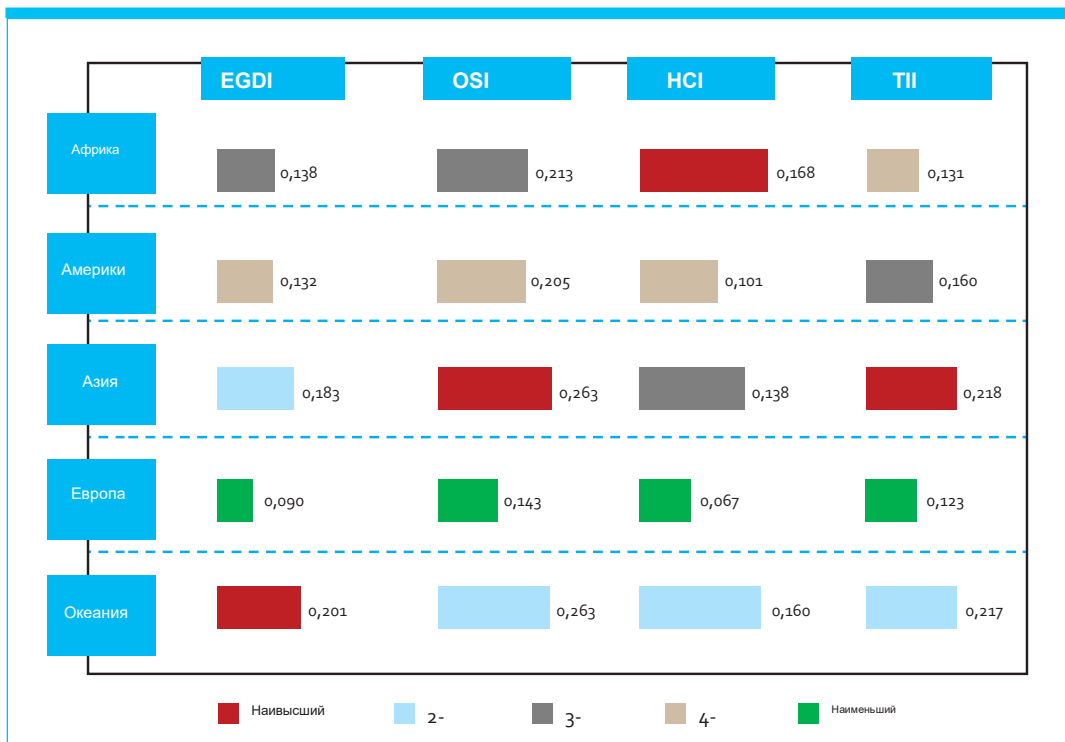 EGDI OSI HCI TII
Африка
0,138 0,213 0,168 0,131
Америки
0,132 0,205 0,101 0,160
Азия
0,183 0,263 0,138 0,218
Европа
0,090 0,143 0,067 0,123
Океания
0,201 0,263 0,160 0,217
Наивысший 2- 3- 4- Наименьший